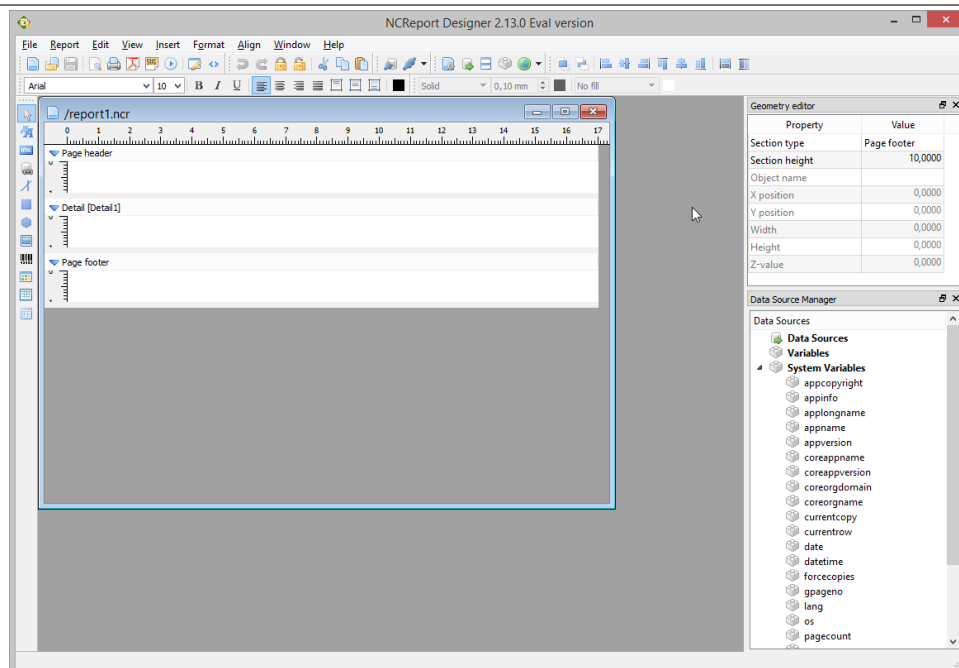 NCReport Designer 2.13.0 Eval version
File Report Edit View Insert Format Align Window Help
Arial 10 B I U Solid 0,10 mm No fill
/report1.ncr
0 1 2 3 4 5 6 7 8 9 10 11 12 13 14 15 16 17
Page header
0
Detail [Detail1]
0
Page footer
0
Geometry editor
Property Value
Section type Page footer
Section height 10,0000
Object name
X position 0,0000
Y position 0,0000
Width 0,0000
Height 0,0000
Z-value 0,0000
Data Source Manager
Data Sources
Data Sources
Variables
System Variables
appcopyright
appinfo
applongname
appname
appversion
coreappname
coreappversion
coreorgdomain
coreorgname
currentcopy
currentrow
date
datetime
forcecopies
gpageno
lang
os
pagecount